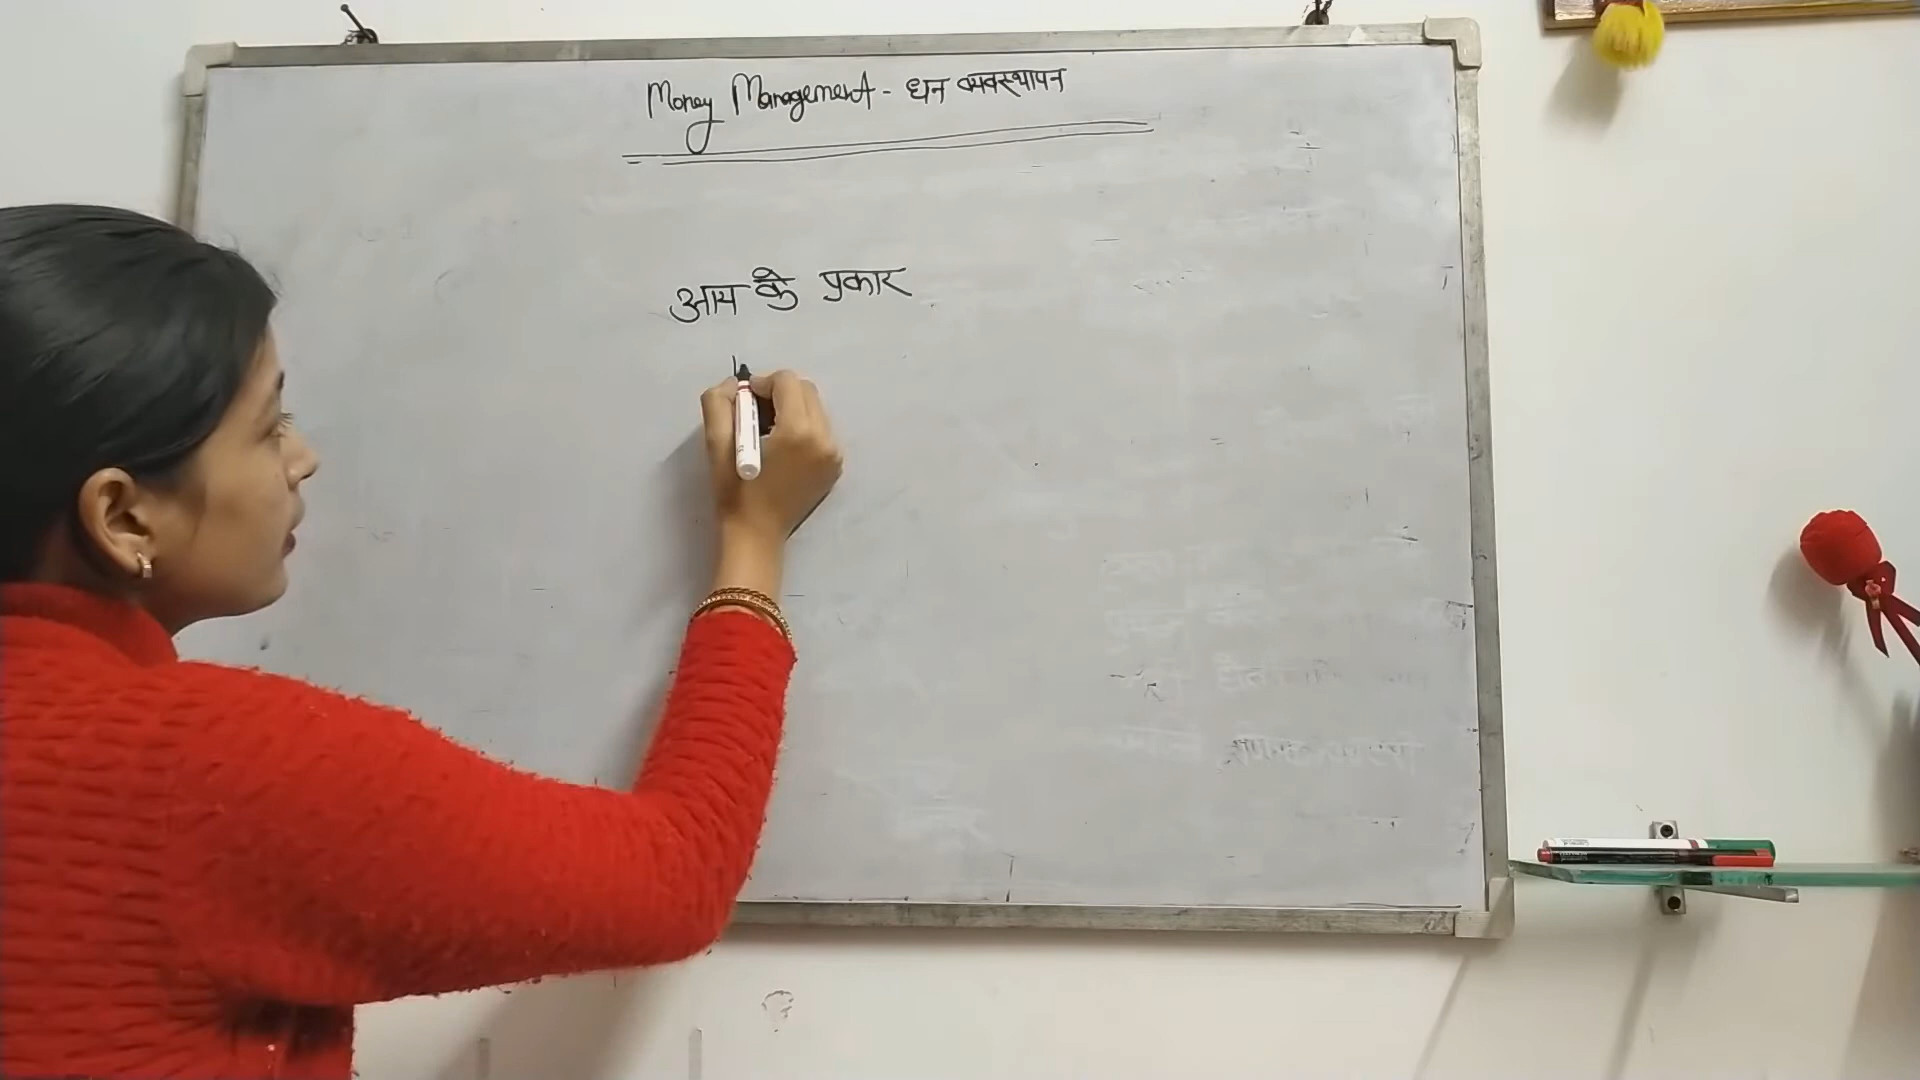 Money Management - धन व्यवस्थापन
आय के प्रकार